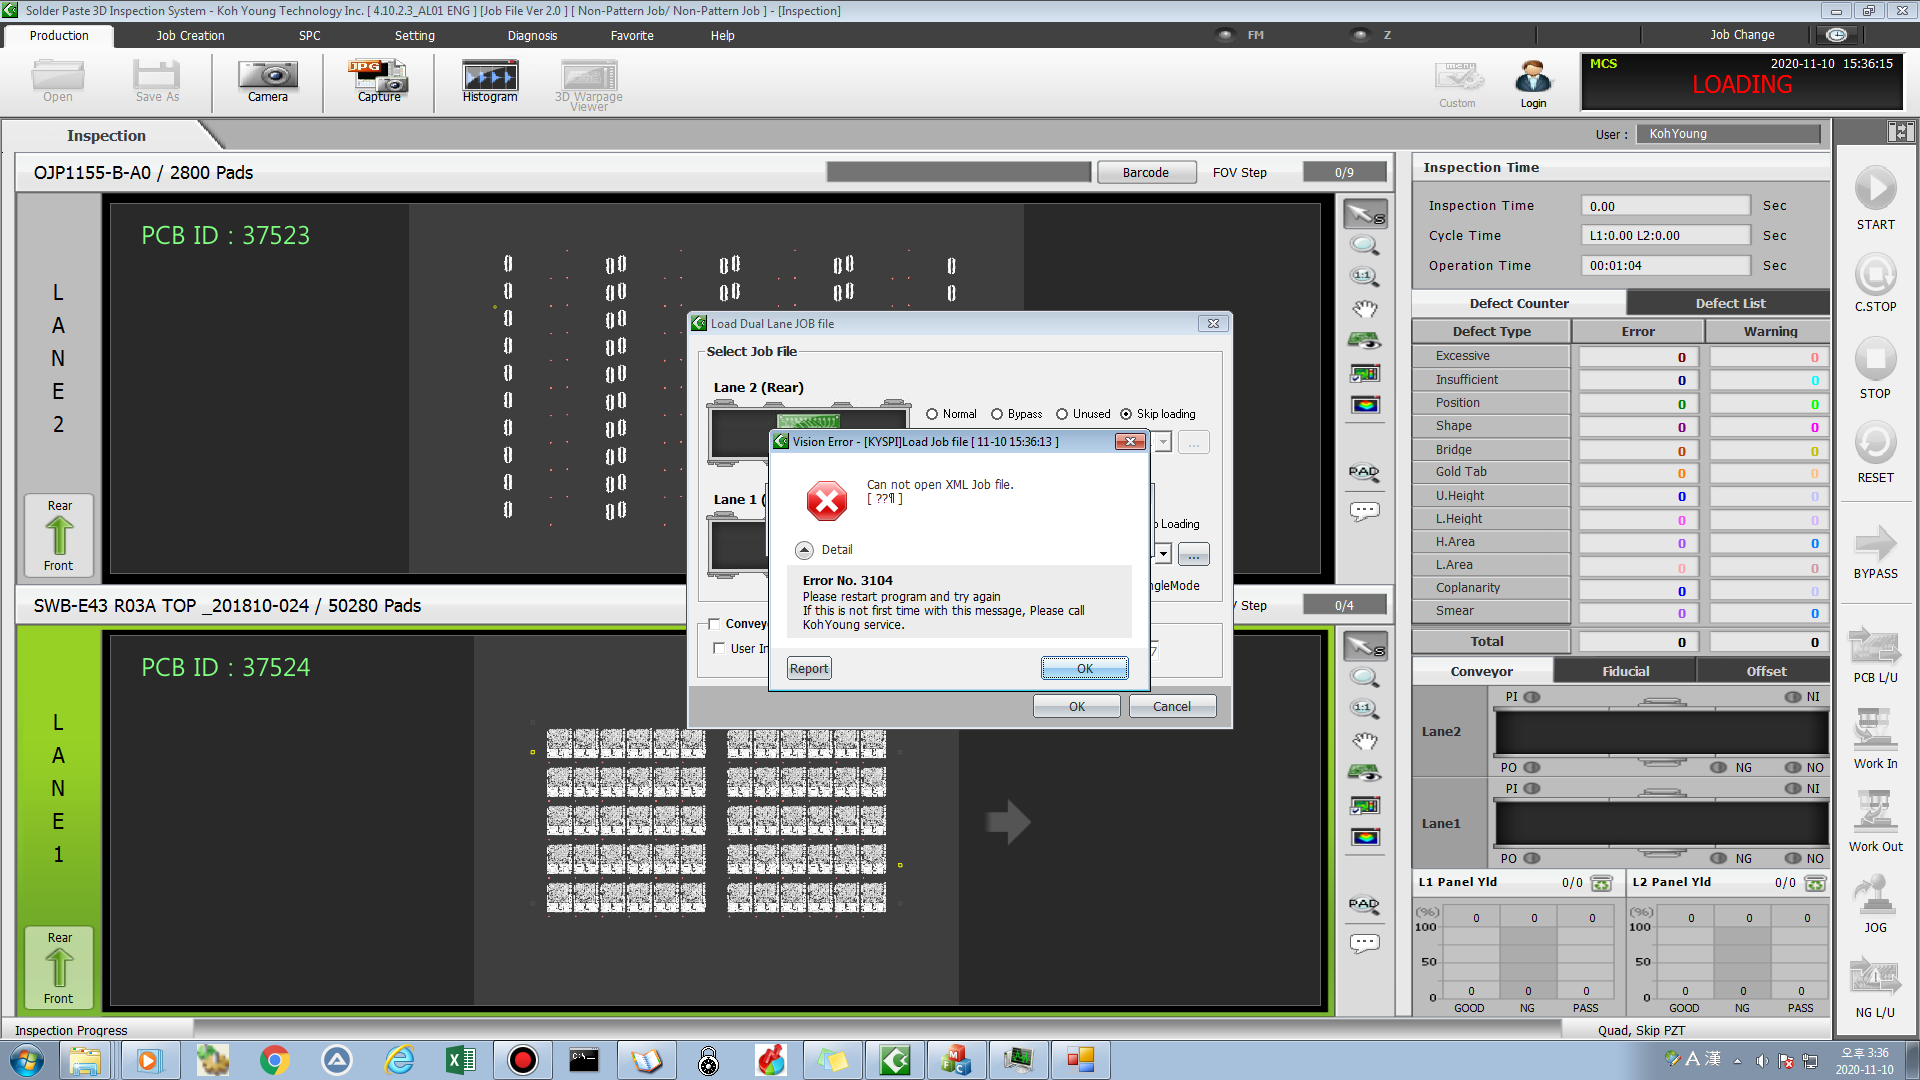 Solder Paste 3D Inspection System - Koh Young Technology Inc. [ 4.10.2.3_AL01 ENG ] [Job File Ver 2.0 ] [ Non-Pattern Job/ Non-Pattern Job ] - [Inspection]
Production
Job Creation
SPC
Setting
Diagnosis
Favorite
Help
FM
Z
Job Change
Open
Save As
Camera
JPG
Capture
Histogram
3D Warpage
Viewer
Custom
Login
MCS
2020-11-10 15:36:15
LOADING
Inspection
User :
KohYoung
OJP1155-B-A0 / 2800 Pads
Barcode
FOV Step
0/9
LANE2
PCB ID : 37523
Rear
Front
Load Dual Lane JOB file
Select Job File
Lane 2 (Rear)
Normal
Bypass
Unused
Skip loading
...
Lane 1 (
Loading
...
ngleMode
Conve
User In
OK
Cancel
Vision Error - [KYSPI]Load Job file [ 11-10 15:36:13 ]
Can not open XML Job file.
[ ??¶ ]
Detail
Error No. 3104
Please restart program and try again
If this is not first time with this message, Please call
KohYoung service.
Report
OK
1:1
PAD
SWB-E43 R03A TOP _201810-024 / 50280 Pads
Step
0/4
LANE1
PCB ID : 37524
Rear
Front
1:1
PAD
Inspection Progress
Quad, Skip PZT
Inspection Time
Inspection Time 0.00 Sec
Cycle Time L1:0.00 L2:0.00 Sec
Operation Time 00:01:04 Sec
Defect Counter
Defect List
Defect Type Error Warning
Excessive 0 0
Insufficient 0 0
Position 0 0
Shape 0 0
Bridge 0 0
Gold Tab 0 0
U.Height 0 0
L.Height 0 0
H.Area 0 0
L.Area 0 0
Coplanarity 0 0
Smear 0 0
Total 0 0
Conveyor
Fiducial
Offset
PI NI
Lane2
PO NG NO
PI NI
Lane1
PO NG NO
L1 Panel Yld 0/0
L2 Panel Yld 0/0
(%) 0 0 0
100
50
0 0 0 0
GOOD NG PASS
(%) 0 0 0
100
50
0 0 0 0
GOOD NG PASS
START
C.STOP
STOP
RESET
BYPASS
PCB L/U
Work In
Work Out
JOG
NG L/U
A 漢
오후 3:36
2020-11-10